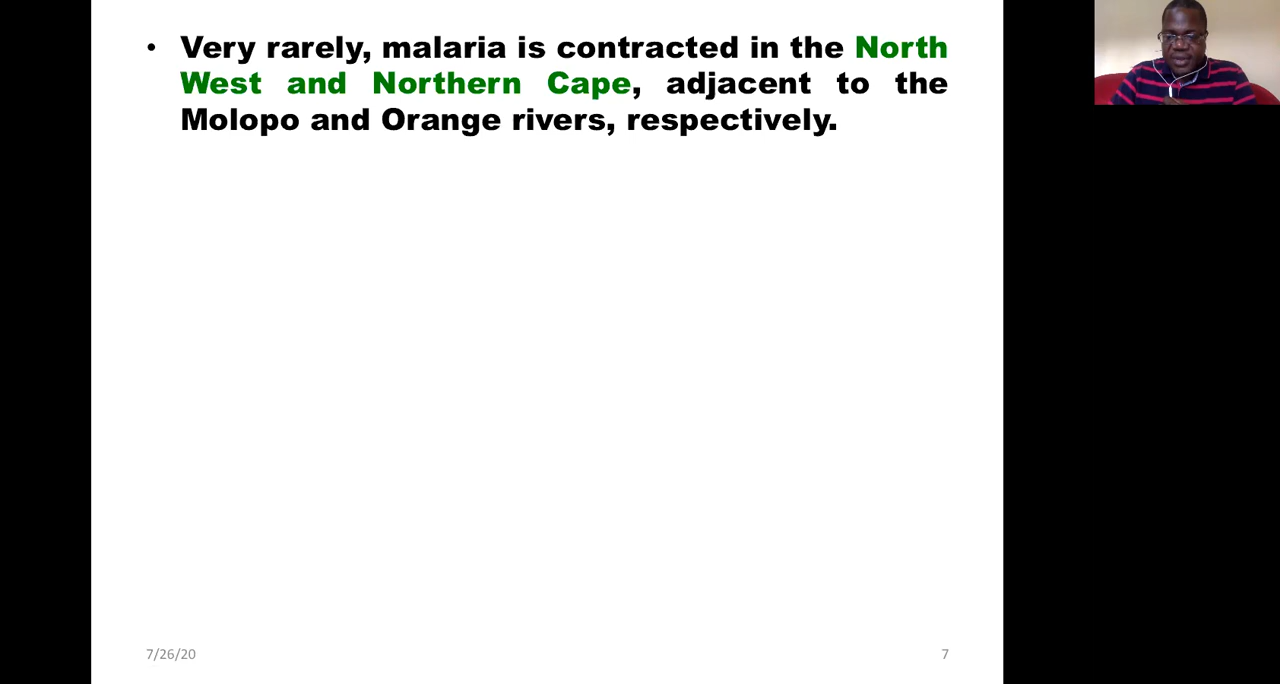 • Very rarely, malaria is contracted in the North
West and Northern Cape, adjacent to the
Molopo and Orange rivers, respectively.
7/26/20
7